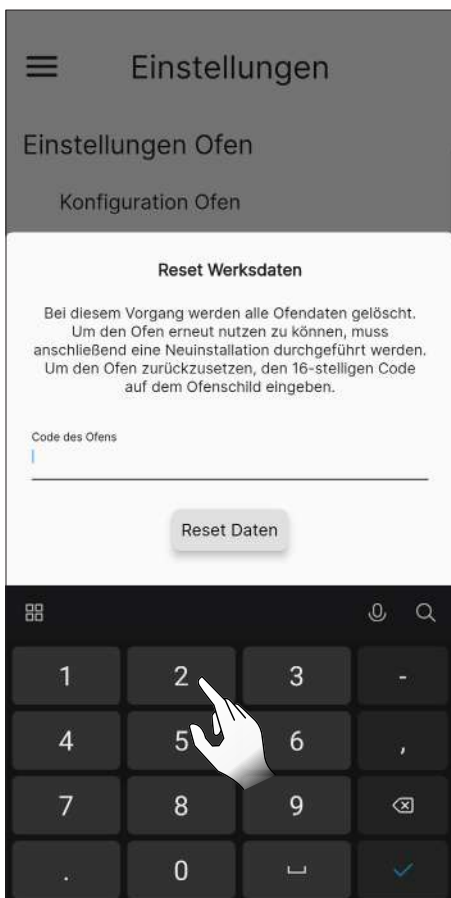 Einstellungen
Einstellungen Ofen
Konfiguration Ofen
Reset Werksdaten
Bei diesem Vorgang werden alle Ofendaten gelöscht.
Um den Ofen erneut nutzen zu können, muss
anschließend eine Neuinstallation durchgeführt werden.
Um den Ofen zurückzusetzen, den 16-stelligen Code
auf dem Ofenschild eingeben.
Code des Ofens
Reset Daten
1 2 3 -
4 5 6 ,
7 8 9
. 0